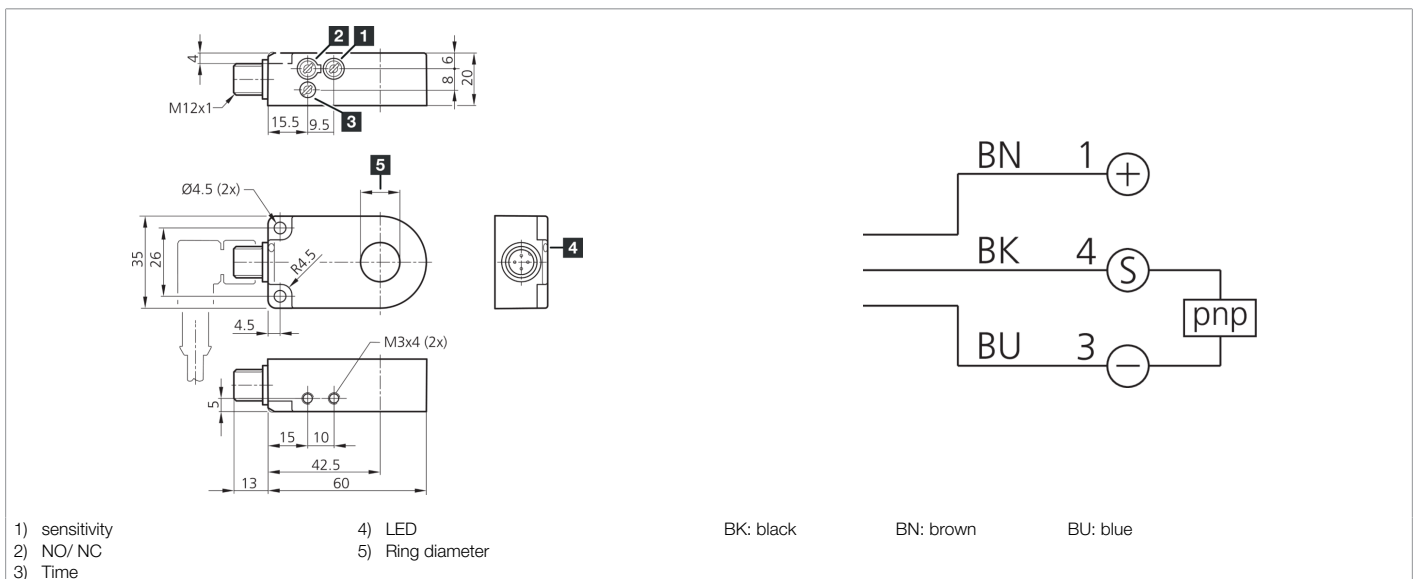 2 1
4
6
20
8
M12x1
15.5 9.5 3
5
Ø4.5 (2x)
35
26
R4.5
4
4.5
M3x4 (2x)
5
15 10
42.5
13 60
BN 1 +
BK 4 S
pnp
BU 3 −
1) sensitivity 4) LED BK: black BN: brown BU: blue
2) NO/ NC 5) Ring diameter
3) Time